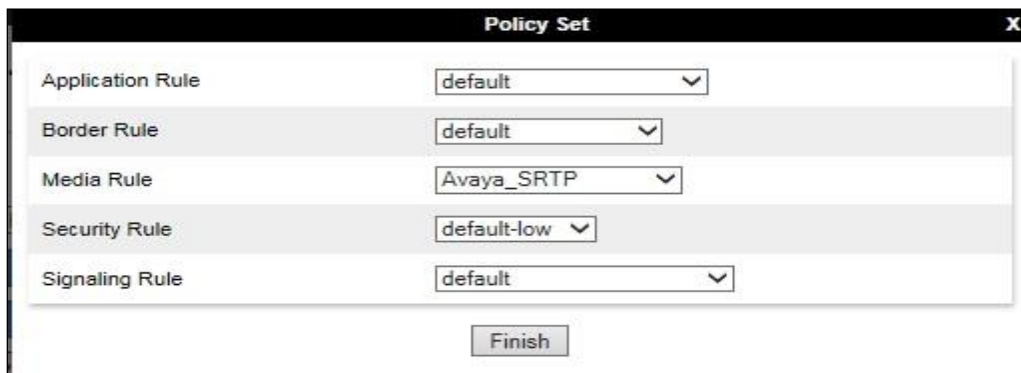 Policy Set X
Application Rule default
Border Rule default
Media Rule Avaya_SRTP
Security Rule default-low
Signaling Rule default
Finish